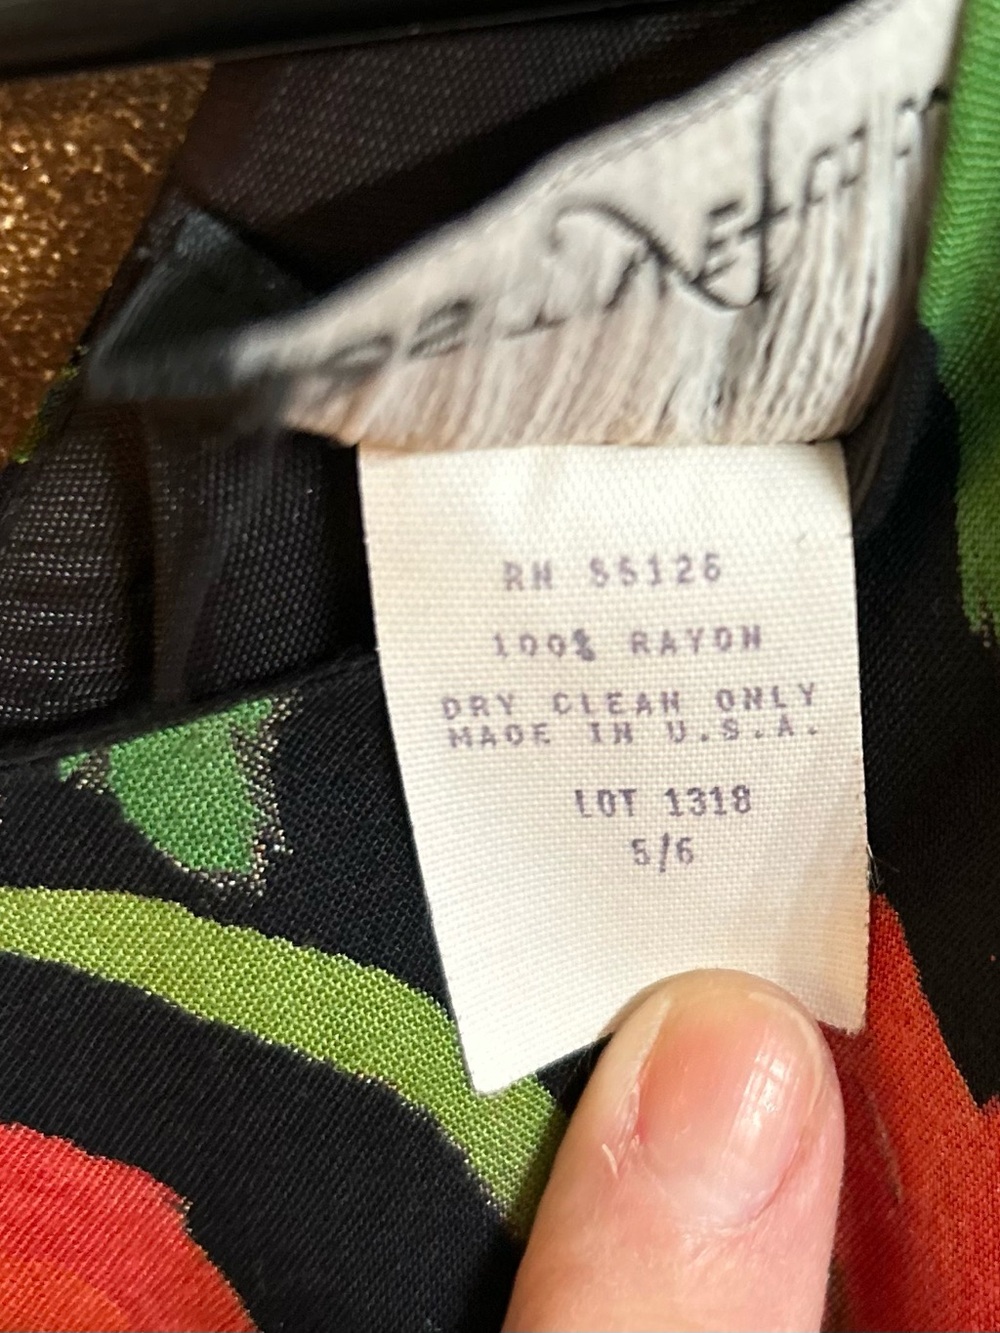 RN 55126
100% RAYON
DRY CLEAN ONLY
MADE IN U.S.A.
LOT 1318
5/6